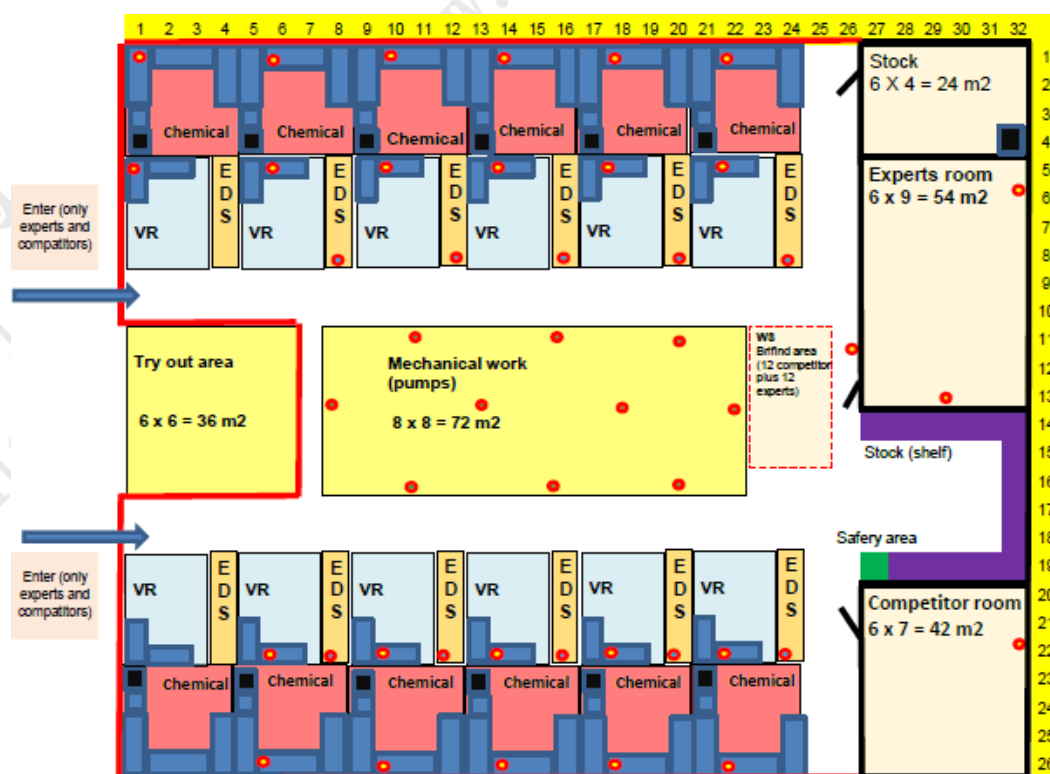 1 2 3 4 5 6 7 8 9 10 11 12 13 14 15 16 17 18 19 20 21 22 23 24 25 26 27 28 29 30 31 32
Stock
6 X 4 = 24 m2
Chemical Chemical Chemical Chemical Chemical Chemical
Experts room
6 x 9 = 54 m2
EDS EDS EDS EDS EDS EDS
VR VR VR VR VR VR
Enter (only
experts and
compatitors)
Try out area
6 x 6 = 36 m2
Mechanical work
(pumps)
8 x 8 = 72 m2
WS
Brifind area
(12 competitor
plus 12
experts)
Stock (shelf)
Safery area
Enter (only
experts and
compatitors)
VR VR VR VR VR VR
EDS EDS EDS EDS EDS EDS
Competitor room
6 x 7 = 42 m2
Chemical Chemical Chemical Chemical Chemical Chemical
1
2
3
4
5
6
7
8
9
10
11
12
13
14
15
16
17
18
19
20
21
22
23
24
25
26